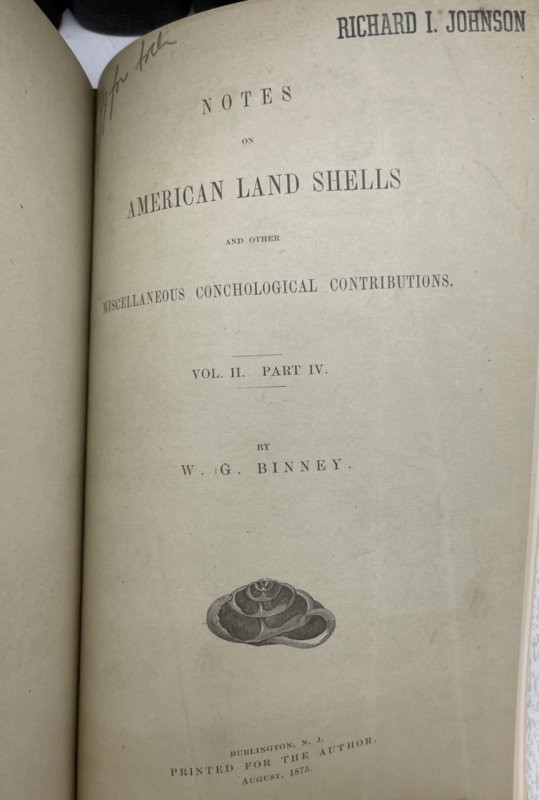 RICHARD I. JOHNSON
for
NOTES
ON
AMERICAN LAND SHELLS
AND OTHER
MISCELLANEOUS CONCHOLOGICAL CONTRIBUTIONS.
VOL. II. PART IV.
BY
W. G. BINNEY.
BURLINGTON, N. J.
PRINTED FOR THE AUTHOR.
AUGUST, 1875.